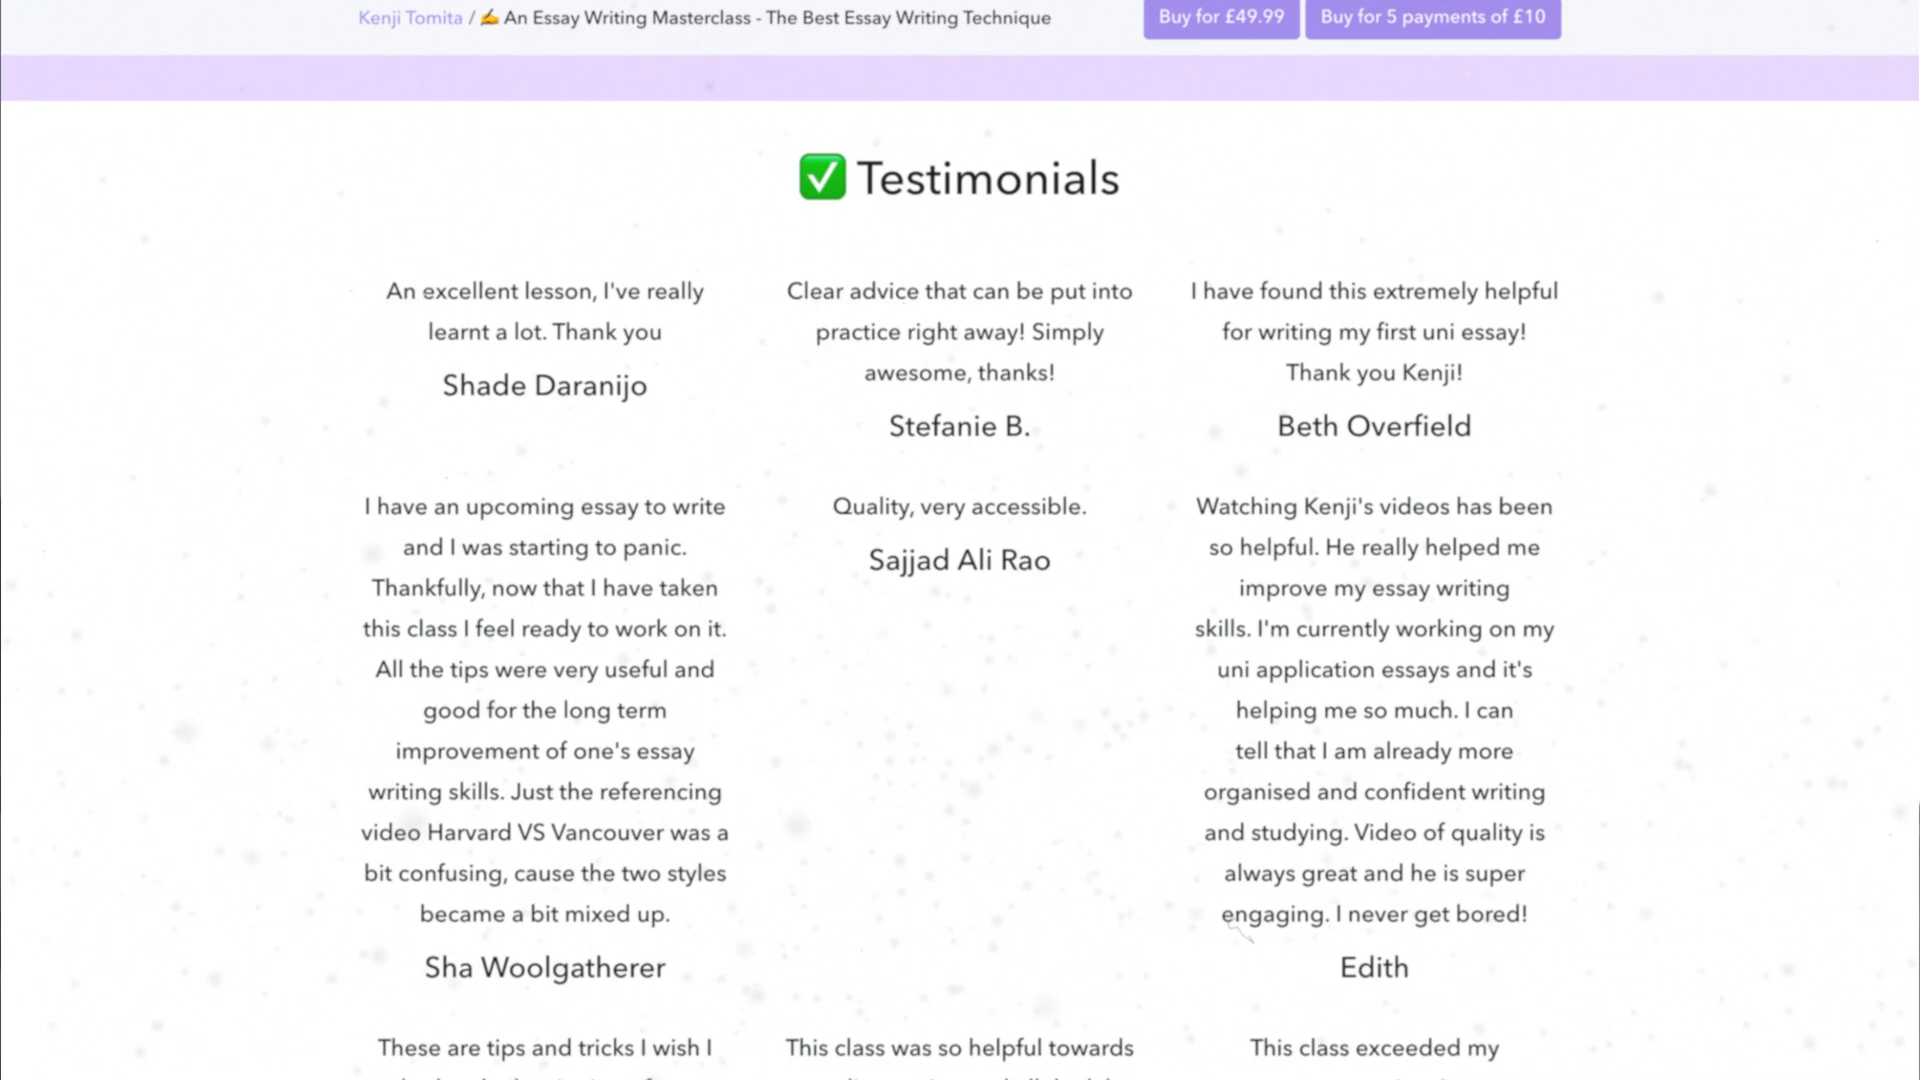 Kenji Tomita / ✍️ An Essay Writing Masterclass - The Best Essay Writing Technique
Buy for £49.99
Buy for 5 payments of £10
✅ Testimonials
An excellent lesson, I've really
learnt a lot. Thank you
Shade Daranijo
Clear advice that can be put into
practice right away! Simply
awesome, thanks!
Stefanie B.
I have found this extremely helpful
for writing my first uni essay!
Thank you Kenji!
Beth Overfield
I have an upcoming essay to write
and I was starting to panic.
Thankfully, now that I have taken
this class I feel ready to work on it.
All the tips were very useful and
good for the long term
improvement of one's essay
writing skills. Just the referencing
video Harvard VS Vancouver was a
bit confusing, cause the two styles
became a bit mixed up.
Sha Woolgatherer
Quality, very accessible.
Sajjad Ali Rao
Watching Kenji's videos has been
so helpful. He really helped me
improve my essay writing
skills. I'm currently working on my
uni application essays and it's
helping me so much. I can
tell that I am already more
organised and confident writing
and studying. Video of quality is
always great and he is super
engaging. I never get bored!
Edith
These are tips and tricks I wish I
This class was so helpful towards
This class exceeded my